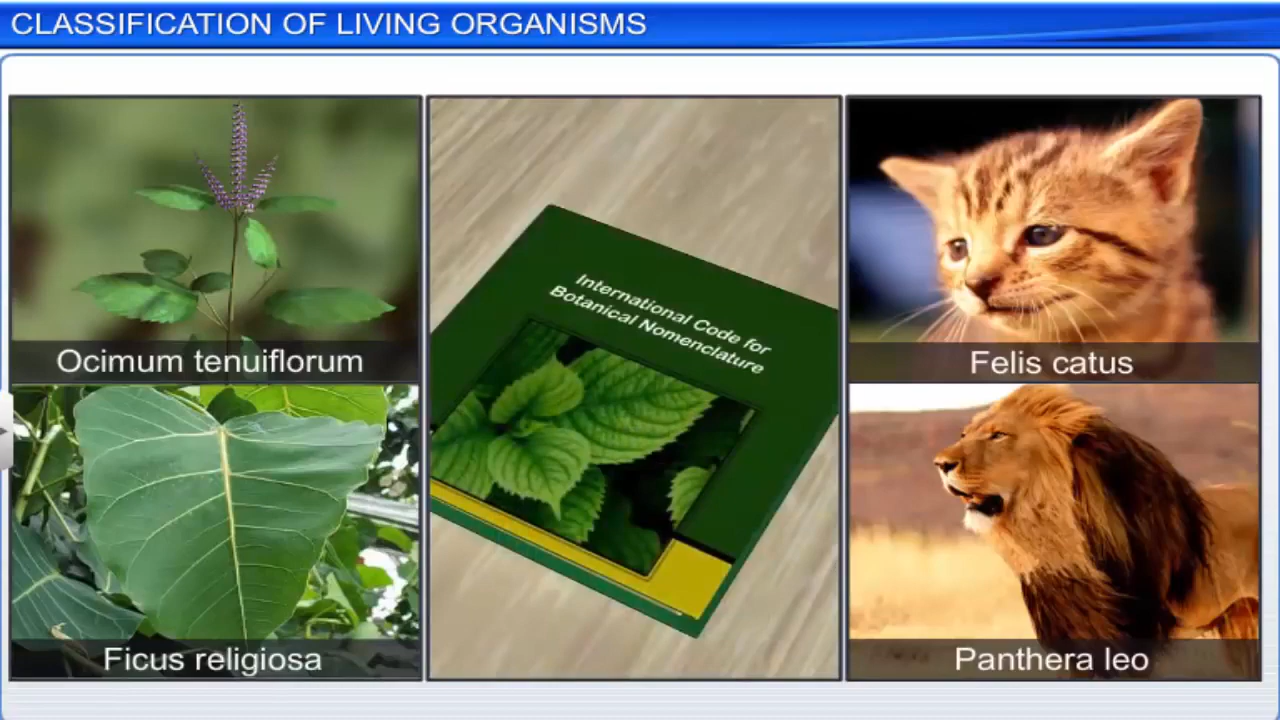 CLASSIFICATION OF LIVING ORGANISMS
Ocimum tenuiflorum
Ficus religiosa
International Code for
Botanical Nomenclature
Felis catus
Panthera leo